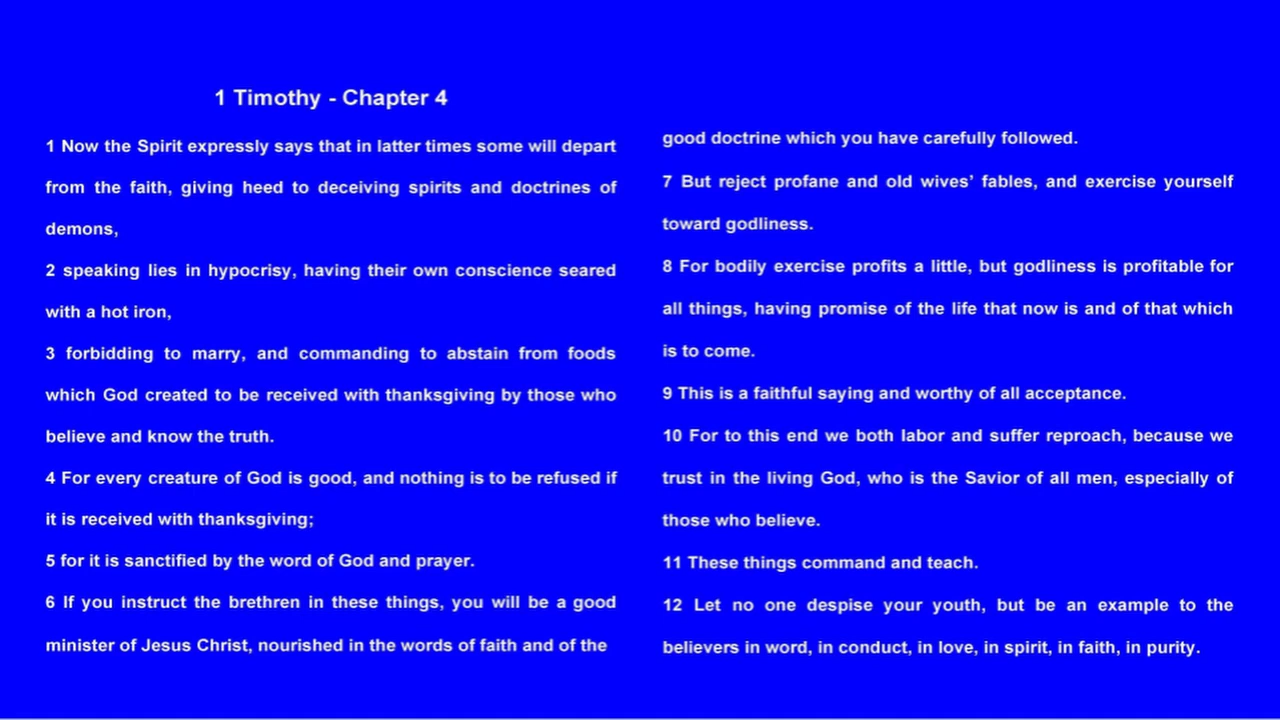 1 Timothy - Chapter 4
1 Now the Spirit expressly says that in latter times some will depart
from the faith, giving heed to deceiving spirits and doctrines of
demons,
2 speaking lies in hypocrisy, having their own conscience seared
with a hot iron,
3 forbidding to marry, and commanding to abstain from foods
which God created to be received with thanksgiving by those who
believe and know the truth.
4 For every creature of God is good, and nothing is to be refused if
it is received with thanksgiving;
5 for it is sanctified by the word of God and prayer.
6 If you instruct the brethren in these things, you will be a good
minister of Jesus Christ, nourished in the words of faith and of the
good doctrine which you have carefully followed.
7 But reject profane and old wives’ fables, and exercise yourself
toward godliness.
8 For bodily exercise profits a little, but godliness is profitable for
all things, having promise of the life that now is and of that which
is to come.
9 This is a faithful saying and worthy of all acceptance.
10 For to this end we both labor and suffer reproach, because we
trust in the living God, who is the Savior of all men, especially of
those who believe.
11 These things command and teach.
12 Let no one despise your youth, but be an example to the
believers in word, in conduct, in love, in spirit, in faith, in purity.